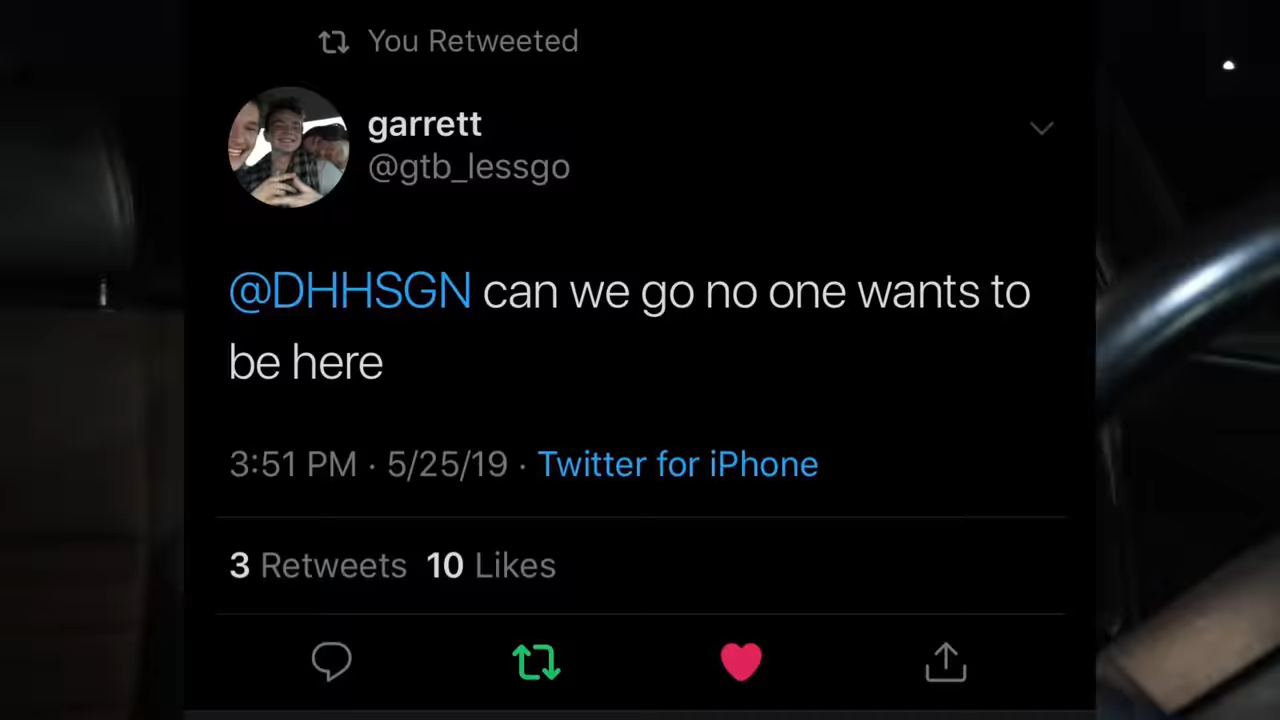 You Retweeted
garrett
@gtb_lessgo
@DHHSGN can we go no one wants to
be here
3:51 PM · 5/25/19 · Twitter for iPhone
3 Retweets 10 Likes